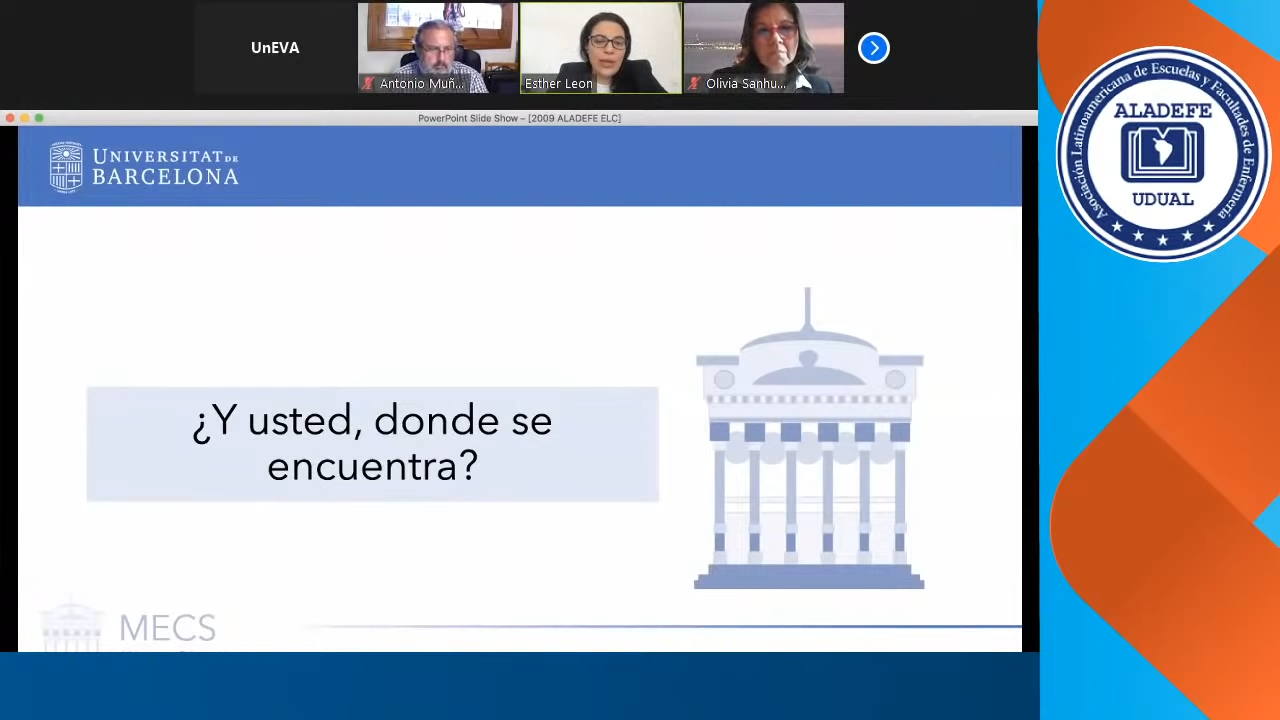 UnEVA
Antonio Muñ...
Esther Leon
Olivia Sanhu...
PowerPoint Slide Show – [2009 ALADEFE ELC]
UNIVERSITAT DE
BARCELONA
¿Y usted, donde se
encuentra?
MECS
Asociación Latinoamericana de Escuelas y Facultades de Enfermería
ALADEFE
UDUAL